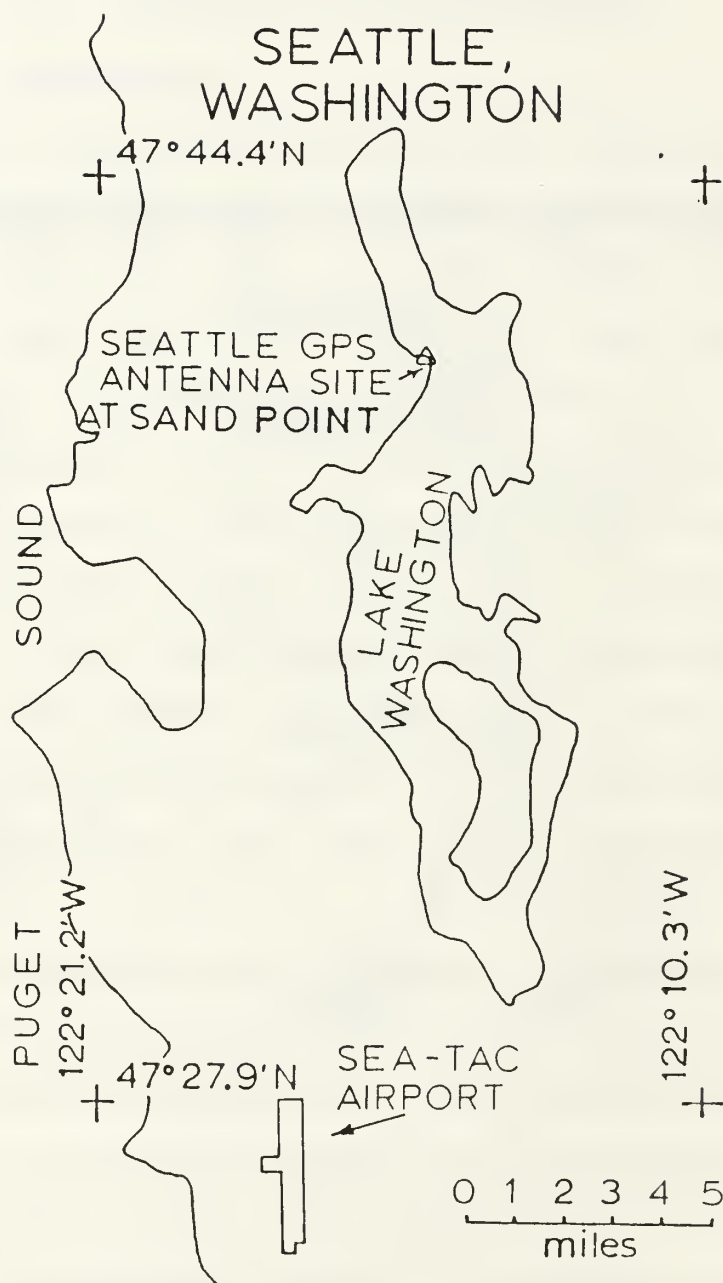 SEATTLE,
WASHINGTON
47°44.4'N
SEATTLE GPS
ANTENNA SITE
AT SAND POINT
SOUND
LAKE
WASHINGTON
PUGET
122°21.2'W
122°10.3'W
47°27.9'N
SEA-TAC
AIRPORT
0 1 2 3 4 5
miles